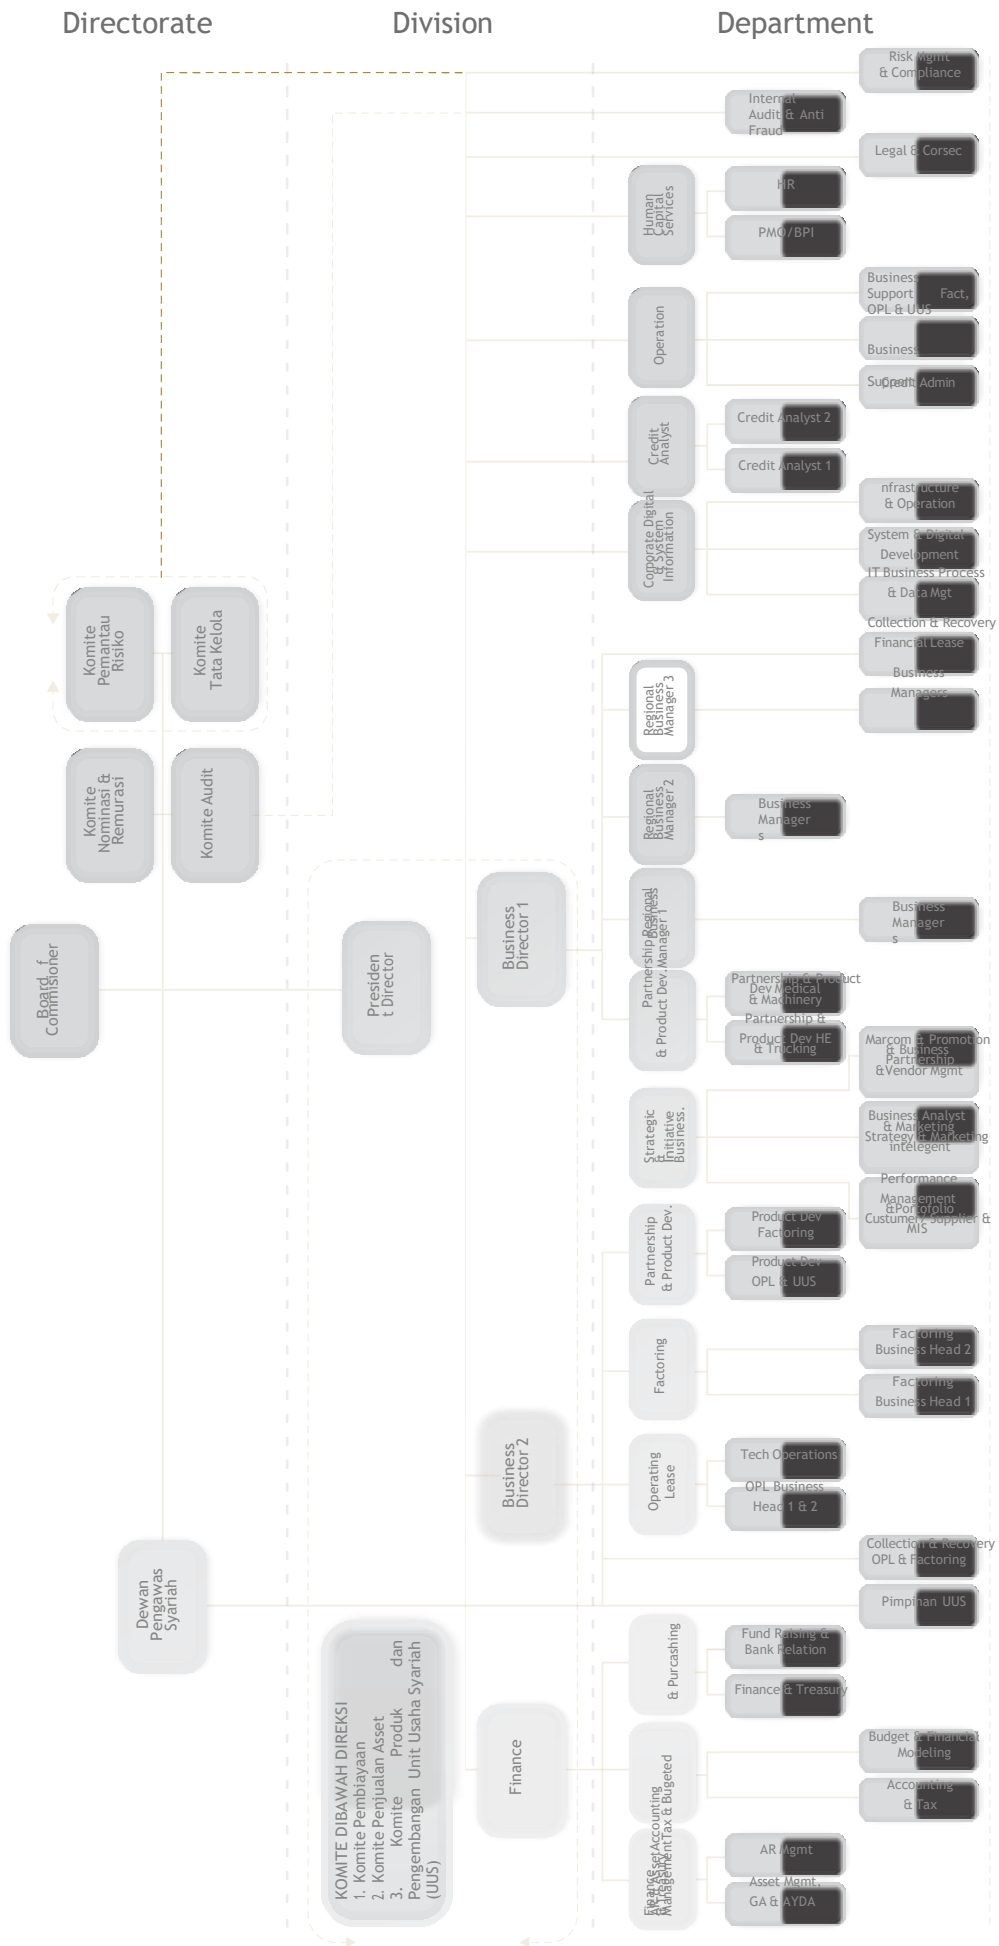 Directorate
Division
Department
Risk Mgmt
& Compliance
Internal
Audit & Anti
Fraud
Legal & Corsec
Human
Capital
Services
HR
PMO/BPI
Operation
Business
Support Fact,
OPL & UUS
Business
Support
Credit Admin
Credit
Analyst
Credit Analyst 2
Credit Analyst 1
Corporate Digital
& System
Information
nfrastructure
& Operation
System & Digital
Development
IT Business Process
& Data Mgt
Komite
Pemantau
Risiko
Komite
Tata Kelola
Collection & Recovery
Financial Lease
Regional
Business
Manager 3
Business
Managers
Komite
Nominasi &
Remurasi
Komite Audit
Regional
Business
Manager 2
Business
Manager
s
Board f
Commisioner
Presiden
t Director
Business
Director 1
Regional
Business
Manager 1
Business
Manager
s
Partnership
& Product Dev.
Partnership & Product
Dev Medical
& Machinery
Partnership &
Product Dev HE
& Trucking
Strategic
&
Initiative
Business.
Marcom & Promotion
& Business
Partnership
&Vendor Mgmt
Business Analyst
& Marketing
Strategy & Marketing
intelegent
Performance
Management
&Portofolio
Custumer/Supplier &
MIS
Partnership
& Product Dev.
Product Dev
Factoring
Product Dev
OPL & UUS
Factoring
Factoring
Business Head 2
Factoring
Business Head 1
Business
Director 2
Operating
Lease
Tech Operations
OPL Business
Head 1 & 2
Collection & Recovery
OPL & Factoring
Dewan
Pengawas
Syariah
Pimpinan UUS
KOMITE DIBAWAH DIREKSI
1. Komite Pembiayaan
2. Komite Penjualan Asset
3. Komite Produk dan
Pengembangan Unit Usaha Syariah
(UUS)
Finance
& Purcashing
Fund Raising &
Bank Relation
Finance & Treasury
Accounting
Tax & Bugeted
Budget & Financial
Modeling
Accounting
& Tax
Finance
& Treasury
Asset
Management
AR Mgmt
Asset Mgmt,
GA & AYDA